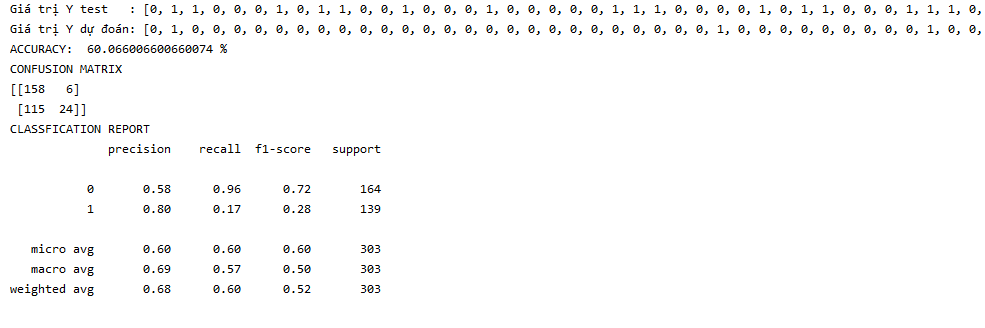 Giá trị Y test   : [0, 1, 1, 0, 0, 0, 1, 0, 1, 1, 0, 0, 1, 0, 0, 0, 1, 0, 0, 0, 0, 0, 1, 1, 1, 0, 0, 0, 0, 1, 0, 1, 1, 0, 0, 0, 1, 1, 1, 0,
Giá trị Y dự đoán: [0, 1, 0, 0, 0, 0, 0, 0, 0, 0, 0, 0, 0, 0, 0, 0, 0, 0, 0, 0, 0, 0, 0, 0, 0, 0, 0, 1, 0, 0, 0, 0, 0, 0, 0, 0, 0, 1, 0, 0,
ACCURACY:  60.066006600660074 %
CONFUSION MATRIX
[[158   6]
 [115  24]]
CLASSFICATION REPORT
              precision    recall  f1-score   support
           0       0.58      0.96      0.72       164
           1       0.80      0.17      0.28       139
   micro avg       0.60      0.60      0.60       303
   macro avg       0.69      0.57      0.50       303
weighted avg       0.68      0.60      0.52       303